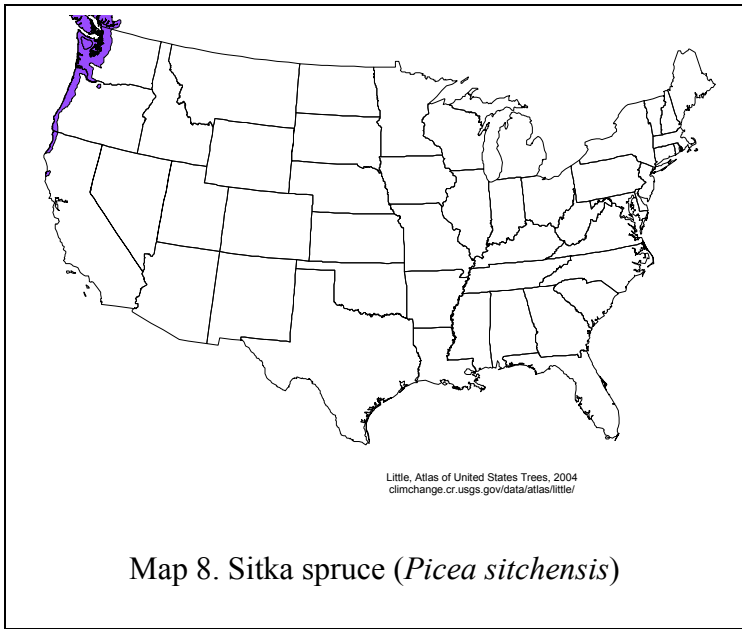 Little, Atlas of United States Trees, 2004
climchange.cr.usgs.gov/data/atlas/little/
Map 8. Sitka spruce (Picea sitchensis)